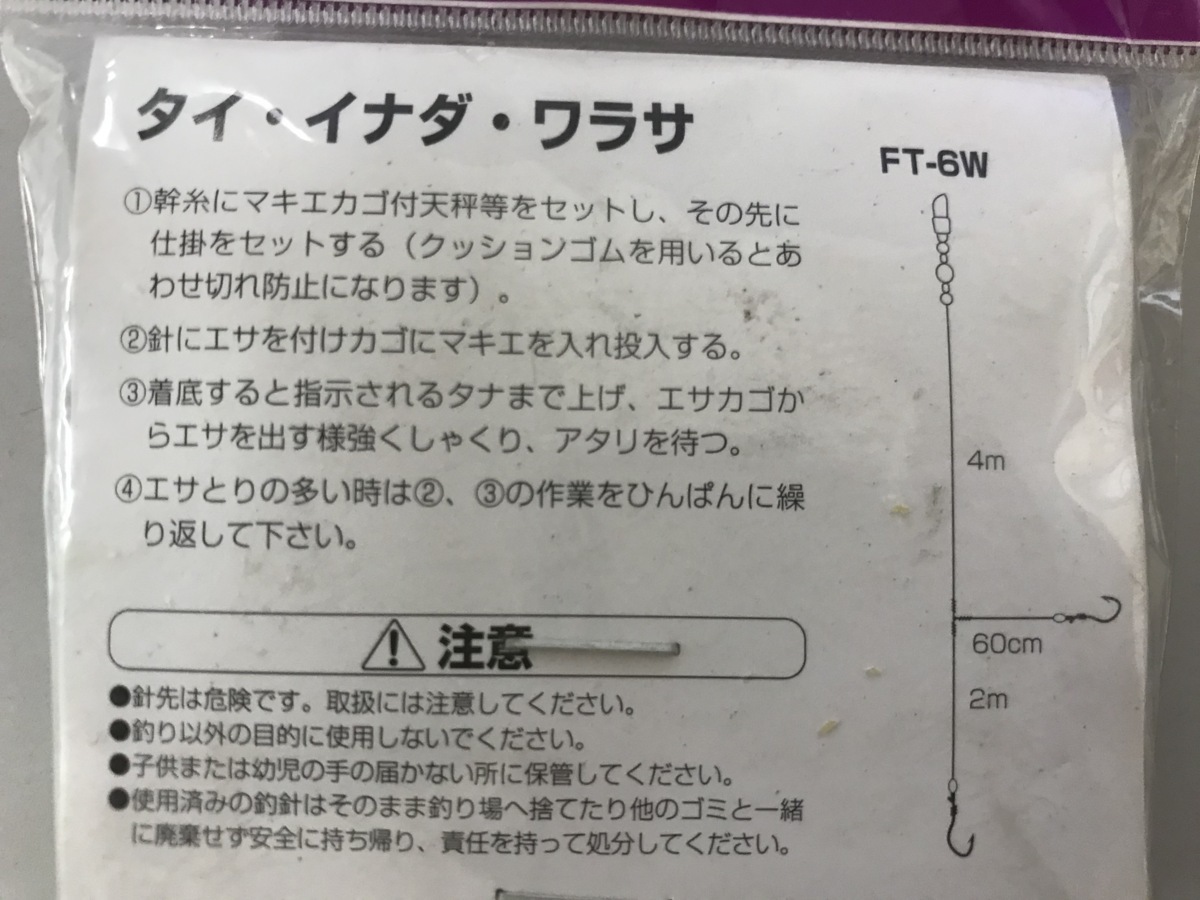 タイ・イナダ・ワラサ
FT-6W
①幹糸にマキエカゴ付天秤等をセットし、その先に
仕掛をセットする（クッションゴムを用いるとあ
わせ切れ防止になります）。
②針にエサを付けカゴにマキエを入れ投入する。
③着底すると指示されるタナまで上げ、エサカゴか
らエサを出す様強くしゃくり、アタリを待つ。
④エサとりの多い時は②、③の作業をひんぱんに繰
り返して下さい。
4m
60cm
2m
注意
●針先は危険です。取扱には注意してください。
●釣り以外の目的に使用しないでください。
●子供または幼児の手の届かない所に保管してください。
●使用済みの釣針はそのまま釣り場へ捨てたり他のゴミと一緒
に廃棄せず安全に持ち帰り、責任を持って処分してください。